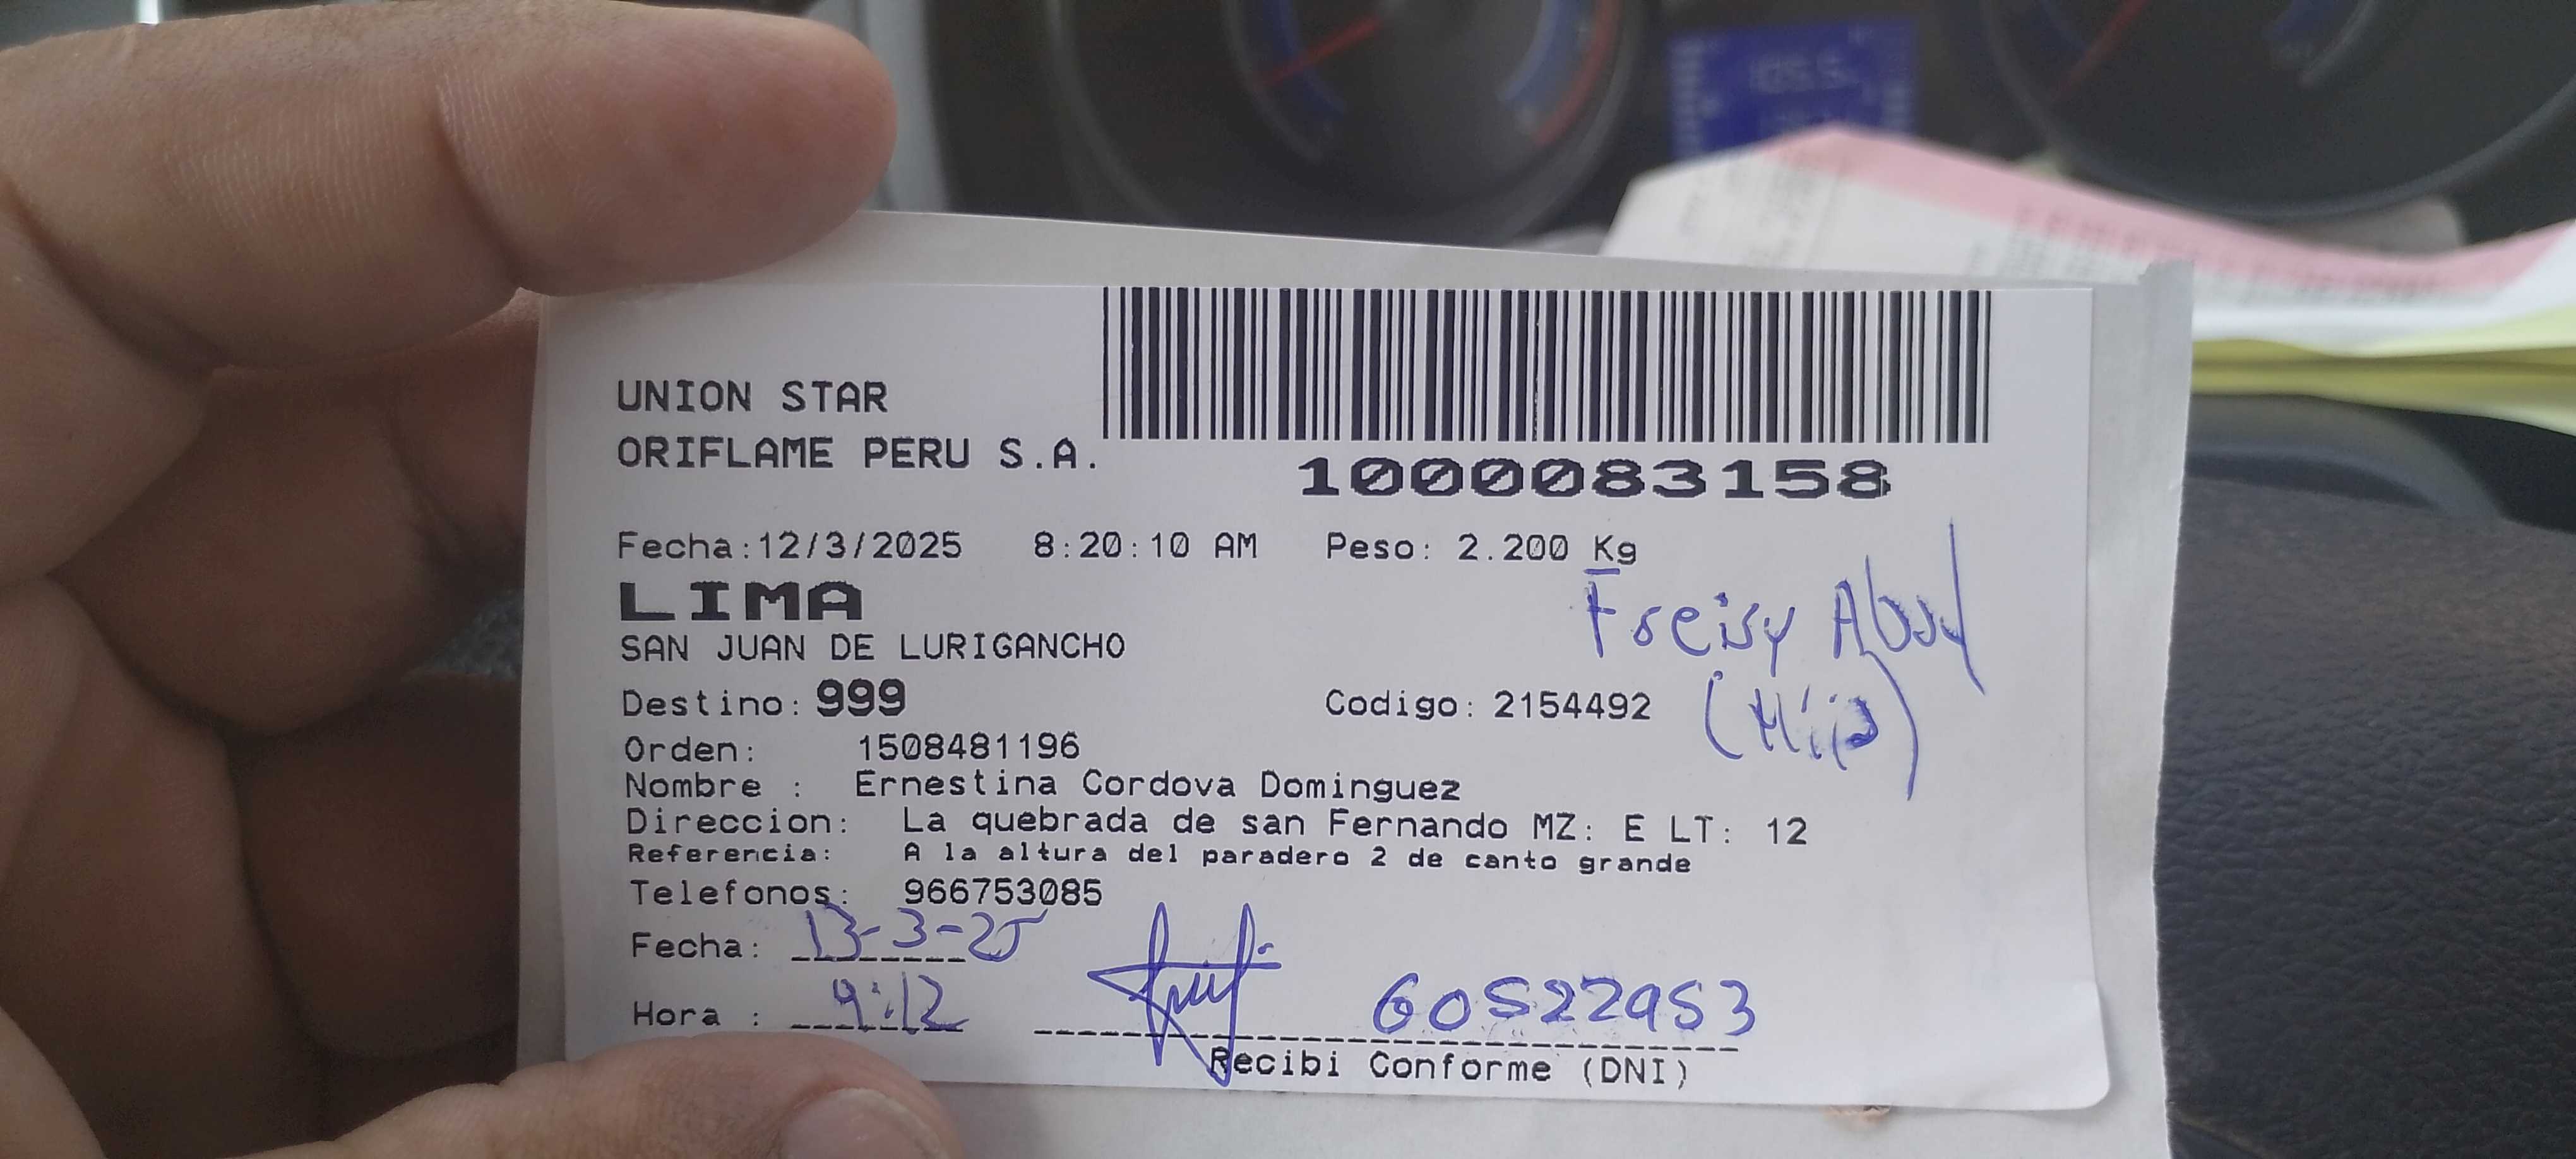 UNION STAR
ORIFLAME PERU S.A.
1000083158
Fecha:12/3/2025 8:20:10 AM Peso: 2.200 Kg
LIMA
Freisy
SAN JUAN DE LURIGANCHO
Destino: 999 Codigo: 2154492
(Hija)
Orden: 1508481196
Nombre : Ernestina Cordova Dominguez
Direccion: La quebrada de san Fernando MZ: E LT: 12
Referencia: A la altura del paradero 2 de canto grande
Telefonos: 966753085
Fecha: 13-3-25
Hora : 9:12 60522953
Recibi Conforme (DNI)